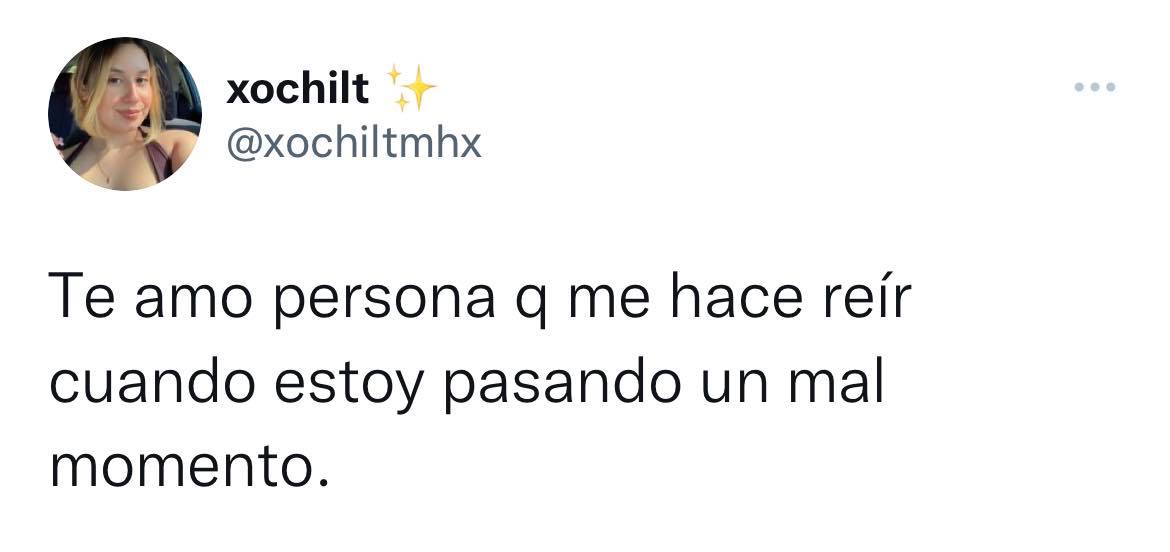 xochilt ✨
@xochiltmhx
Te amo persona q me hace reír
cuando estoy pasando un mal
momento.